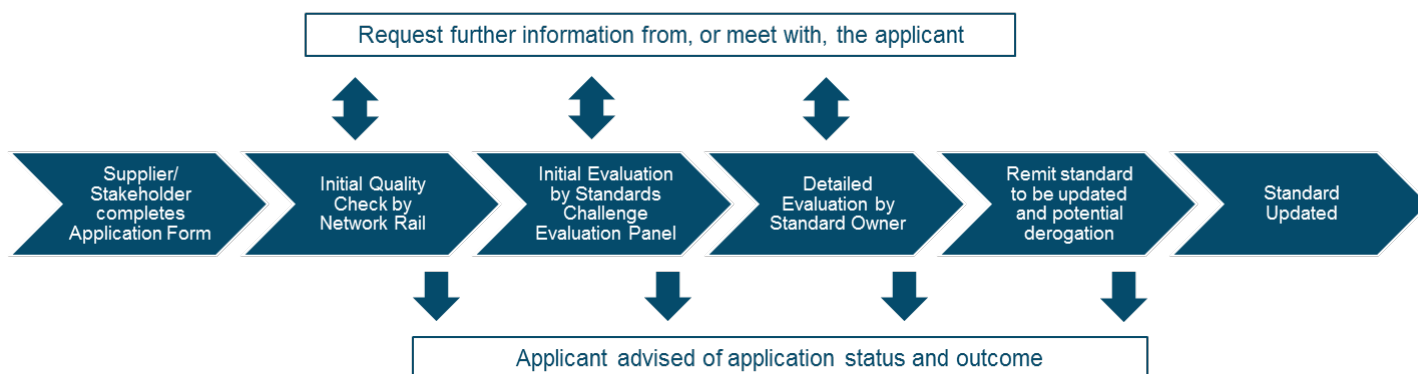 Request further information from, or meet with, the applicant
Supplier/
Stakeholder
completes
Application Form
Initial Quality
Check by
Network Rail
Initial Evaluation
by Standards
Challenge
Evaluation Panel
Detailed
Evaluation by
Standard Owner
Remit standard
to be updated
and potential
derogation
Standard
Updated
Applicant advised of application status and outcome